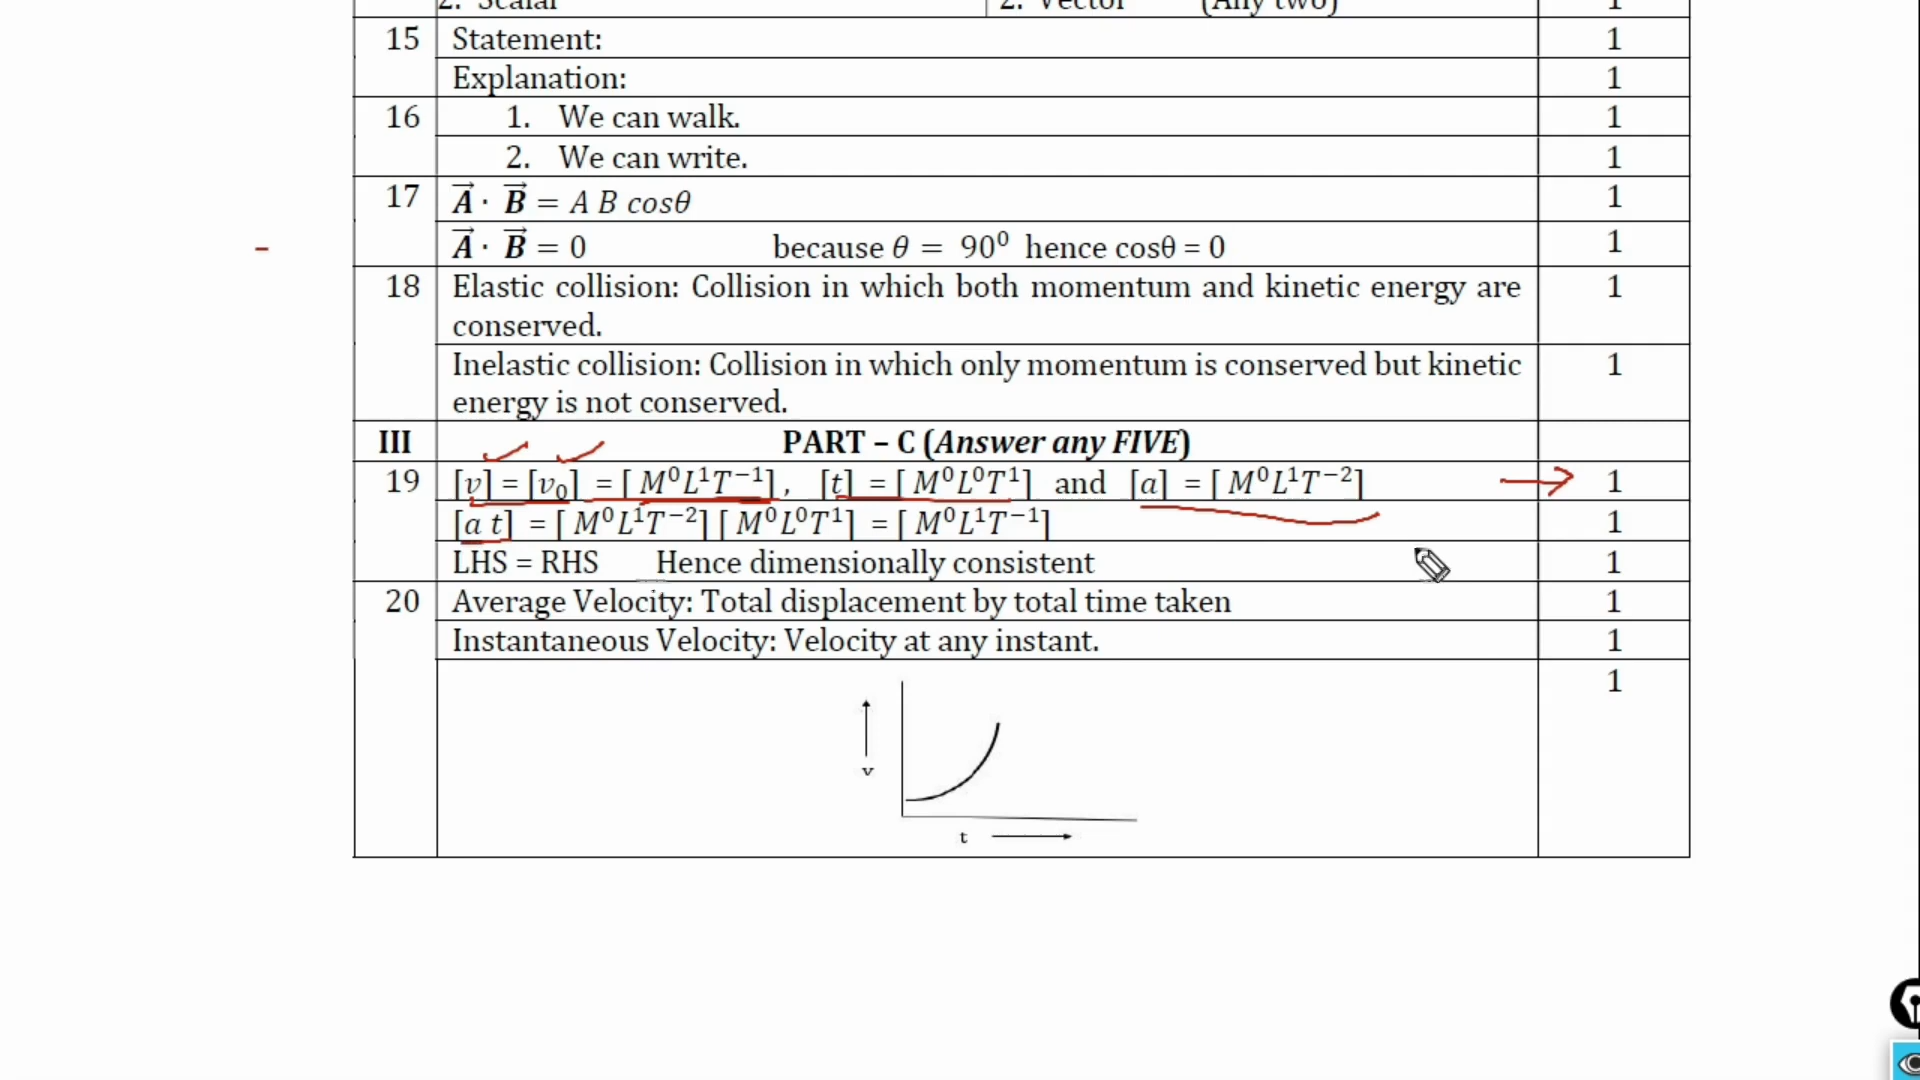 2. Scalar 2. Vector (Any two) 1
15 Statement: 1
Explanation: 1
16 1. We can walk. 1
2. We can write. 1
17 A⃗ · B⃗ = A B cosθ 1
A⃗ · B⃗ = 0 because θ = 90⁰ hence cosθ = 0 1
18 Elastic collision: Collision in which both momentum and kinetic energy are 1
conserved.
Inelastic collision: Collision in which only momentum is conserved but kinetic 1
energy is not conserved.
III PART – C (Answer any FIVE)
19 [v] = [v₀] = [ M⁰L¹T⁻¹], [t] = [ M⁰L⁰T¹] and [a] = [ M⁰L¹T⁻²] 1
[a t] = [ M⁰L¹T⁻²][ M⁰L⁰T¹] = [ M⁰L¹T⁻¹] 1
LHS = RHS Hence dimensionally consistent 1
20 Average Velocity: Total displacement by total time taken 1
Instantaneous Velocity: Velocity at any instant. 1
1
v
t